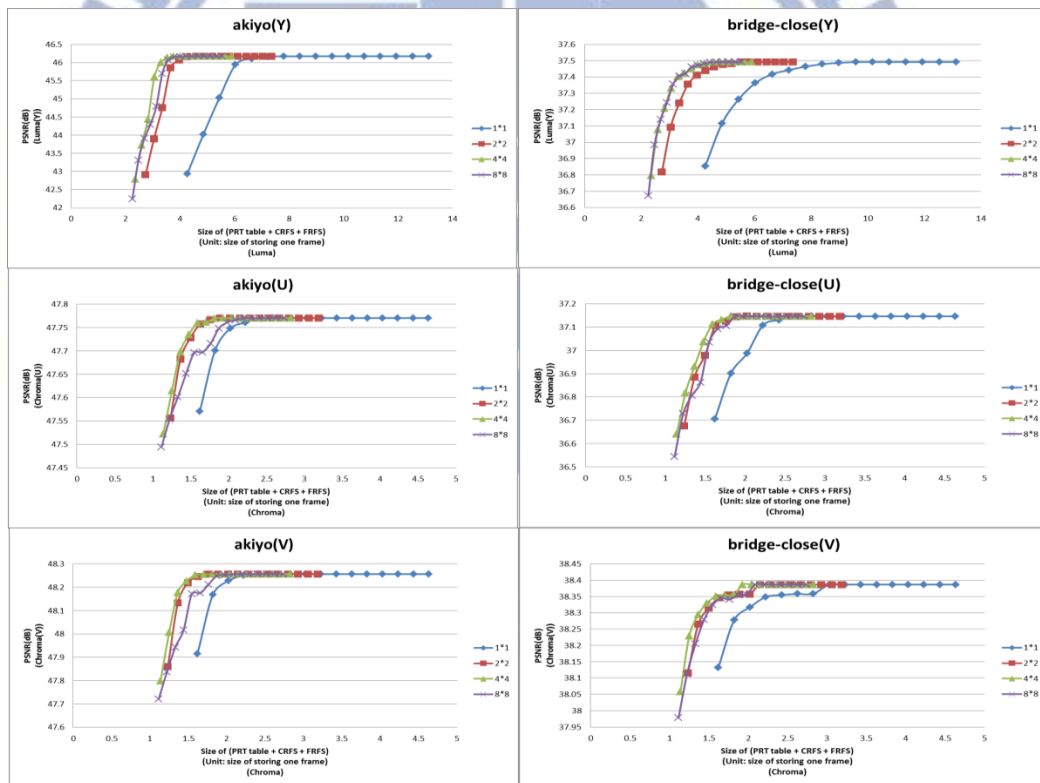 akiyo(Y)
46.5
46
45.5
45
44.5
44
43.5
43
42.5
42
PSNR(dB)
(Luma(Y))
0 2 4 6 8 10 12 14
Size of (PRT table + CRFS + FRFS)
(Unit: size of storing one frame)
(Luma)
1*1
2*2
4*4
8*8
bridge-close(Y)
37.6
37.5
37.4
37.3
37.2
37.1
37
36.9
36.8
36.7
36.6
PSNR(dB)
(Luma(Y))
0 2 4 6 8 10 12 14
Size of (PRT table + CRFS + FRFS)
(Unit: size of storing one frame)
(Luma)
1*1
2*2
4*4
8*8
akiyo(U)
47.8
47.75
47.7
47.65
47.6
47.55
47.5
47.45
PSNR(dB)
(Chroma(U))
0 0.5 1 1.5 2 2.5 3 3.5 4 4.5 5
Size of (PRT table + CRFS + FRFS)
(Unit: size of storing one frame)
(Chroma)
1*1
2*2
4*4
8*8
bridge-close(U)
37.2
37.1
37
36.9
36.8
36.7
36.6
36.5
PSNR(dB)
(Chroma(U))
0 0.5 1 1.5 2 2.5 3 3.5 4 4.5 5
Size of (PRT table + CRFS + FRFS)
(Unit: size of storing one frame)
(Chroma)
1*1
2*2
4*4
8*8
akiyo(V)
48.3
48.2
48.1
48
47.9
47.8
47.7
47.6
PSNR(dB)
(Chroma(V))
0 0.5 1 1.5 2 2.5 3 3.5 4 4.5 5
Size of (PRT table + CRFS + FRFS)
(Unit: size of storing one frame)
(Chroma)
1*1
2*2
4*4
8*8
bridge-close(V)
38.45
38.4
38.35
38.3
38.25
38.2
38.15
38.1
38.05
38
37.95
PSNR(dB)
(Chroma(V))
0 0.5 1 1.5 2 2.5 3 3.5 4 4.5 5
Size of (PRT table + CRFS + FRFS)
(Unit: size of storing one frame)
(Chroma)
1*1
2*2
4*4
8*8